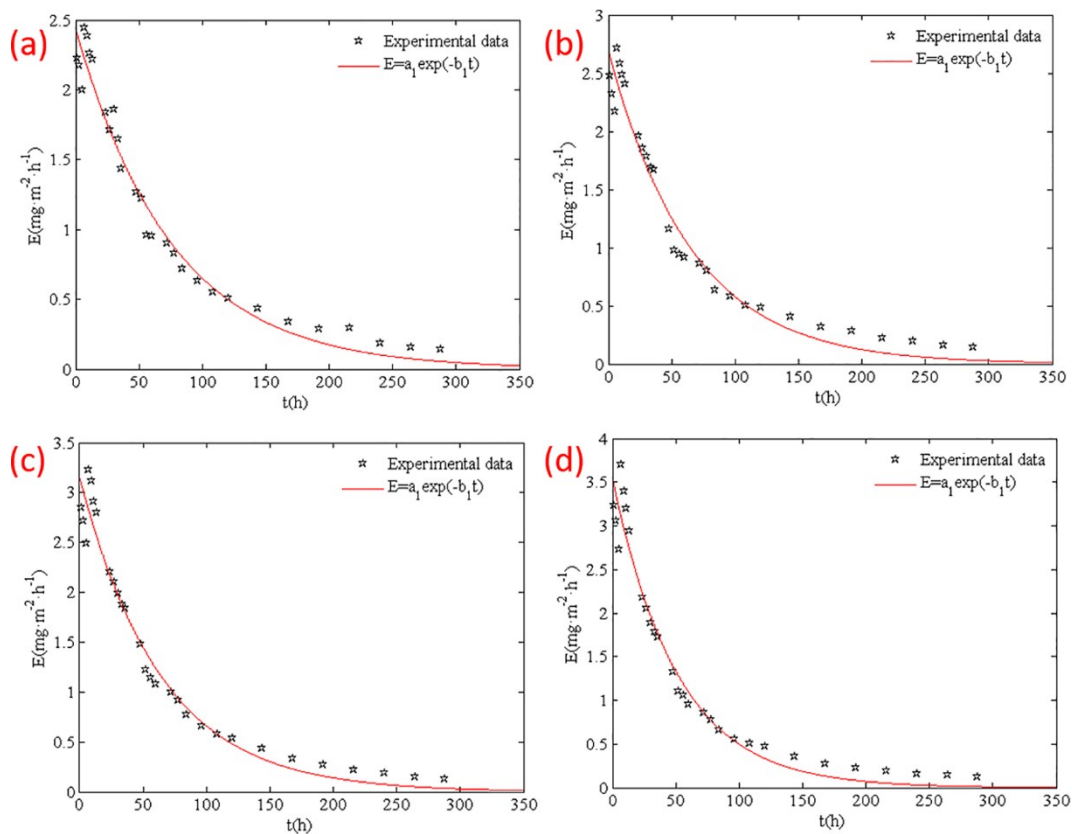 (a)
2.5
2
1.5
1
0.5
0
E(mg·m⁻²·h⁻¹)
Experimental data
E=a₁exp(-b₁t)
0 50 100 150 200 250 300 350
t(h)
(b)
3
2.5
2
1.5
1
0.5
0
E(mg·m⁻²·h⁻¹)
Experimental data
E=a₁exp(-b₁t)
0 50 100 150 200 250 300 350
t(h)
(c)
3.5
3
2.5
2
1.5
1
0.5
0
E(mg·m⁻²·h⁻¹)
Experimental data
E=a₁exp(-b₁t)
0 50 100 150 200 250 300 350
t(h)
(d)
4
3.5
3
2.5
2
1.5
1
0.5
0
E(mg·m⁻²·h⁻¹)
Experimental data
E=a₁exp(-b₁t)
0 50 100 150 200 250 300 350
t(h)